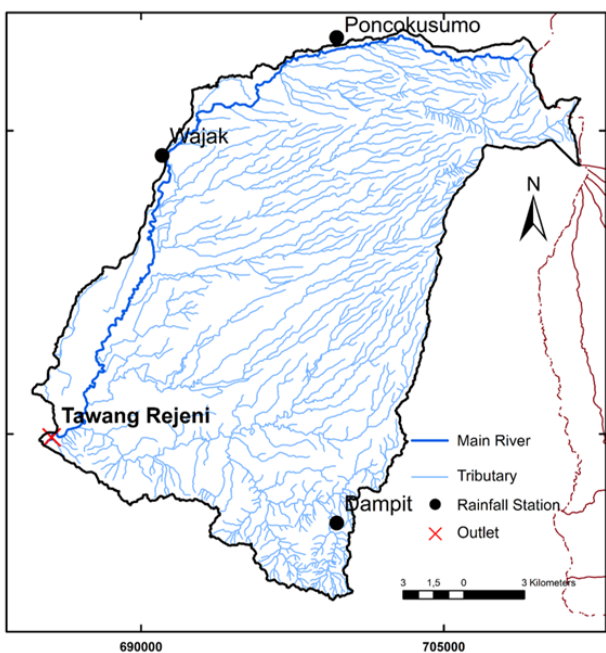 Poncokusumo
Wajak
N
Tawang Rejeni
Main River
Tributary
Dampit
Rainfall Station
Outlet
3 1,5 0 3 Kilometers
690000 705000